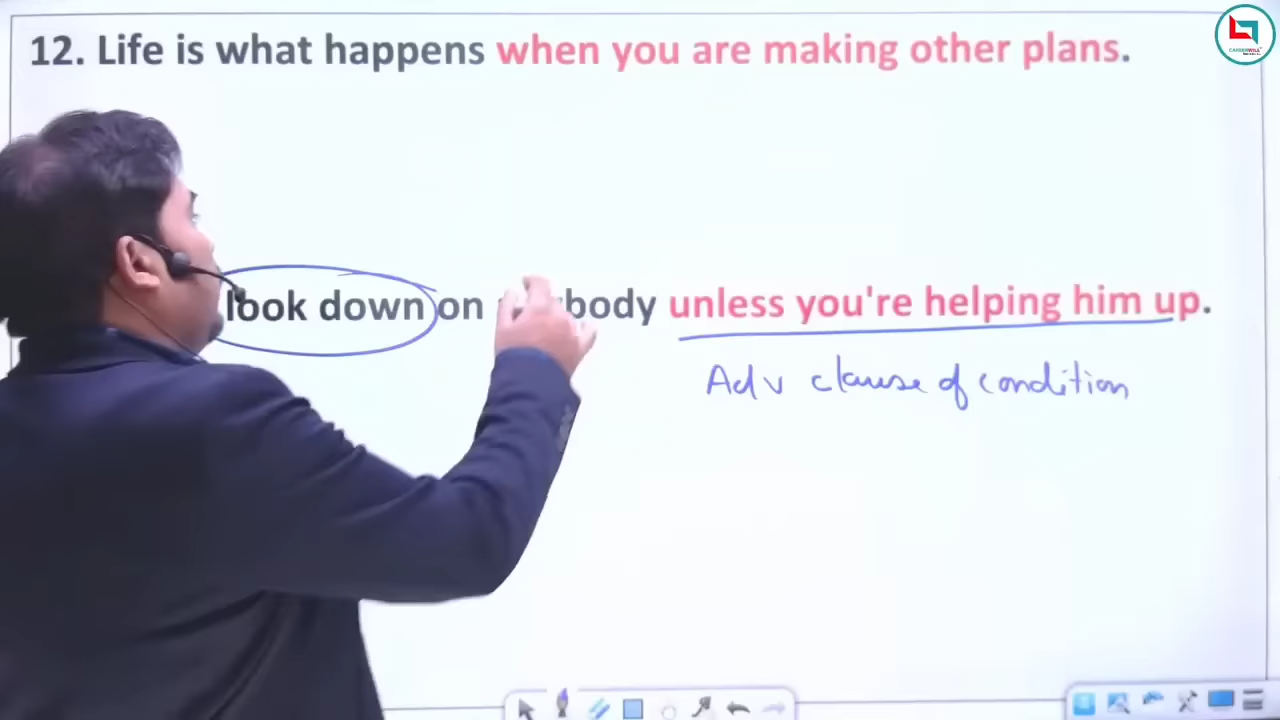 12. Life is what happens when you are making other plans.
look down on body unless you're helping him up.
Adv clause of condition
CAREERWILL